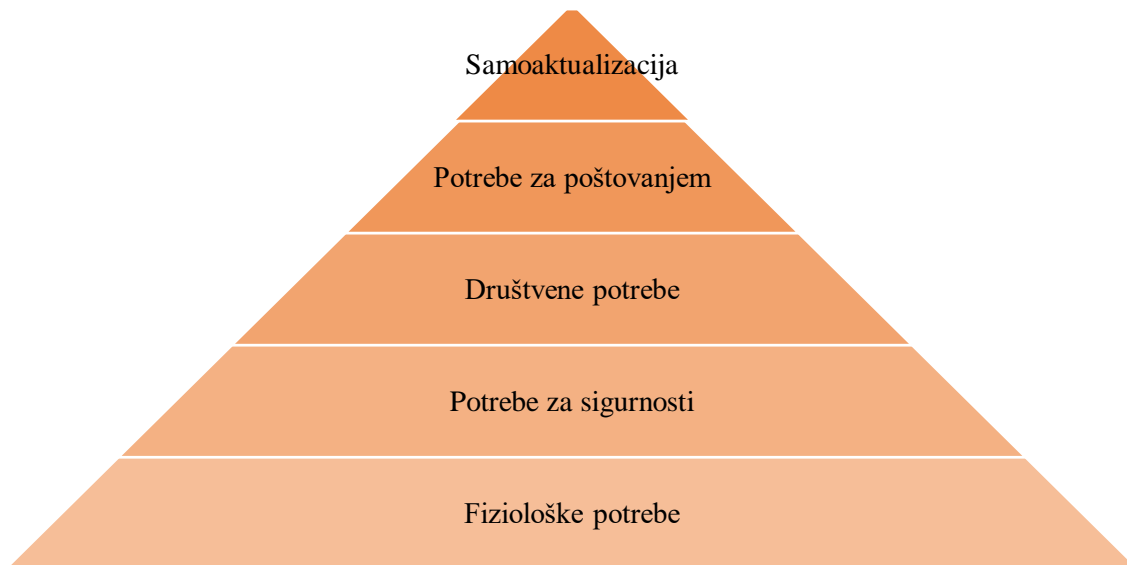 Samoaktualizacija
Potrebe za poštovanjem
Društvene potrebe
Potrebe za sigurnosti
Fiziološke potrebe